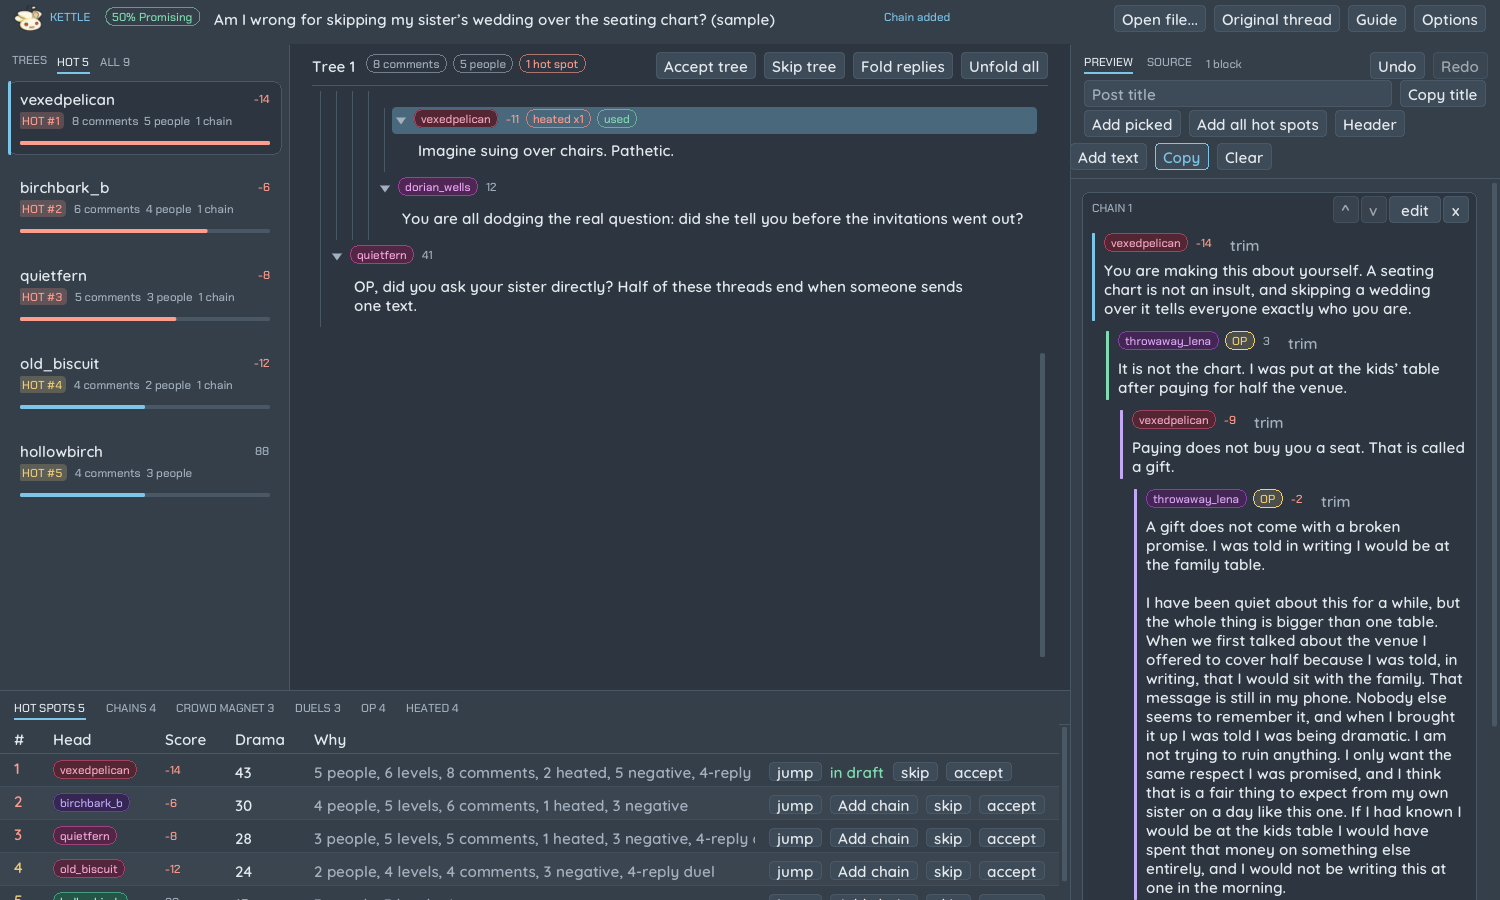 KETTLE
50% Promising
Am I wrong for skipping my sister’s wedding over the seating chart? (sample)
Chain added
Open file...
Original thread
Guide
Options
TREES
HOT 5
ALL 9
vexedpelican
-14
HOT #1
8 comments 5 people 1 chain
birchbark_b
-6
HOT #2
6 comments 4 people 1 chain
quietfern
-8
HOT #3
5 comments 3 people 1 chain
old_biscuit
-12
HOT #4
4 comments 2 people 1 chain
hollowbirch
88
HOT #5
4 comments 3 people
Tree 1
8 comments
5 people
1 hot spot
Accept tree
Skip tree
Fold replies
Unfold all
vexedpelican
-11
heated x1
used
Imagine suing over chairs. Pathetic.
dorian_wells
12
You are all dodging the real question: did she tell you before the invitations went out?
quietfern
41
OP, did you ask your sister directly? Half of these threads end when someone sends
one text.
PREVIEW
SOURCE
1 block
Undo
Redo
Post title
Copy title
Add picked
Add all hot spots
Header
Add text
Copy
Clear
CHAIN 1
^
v
edit
x
vexedpelican
-14
trim
You are making this about yourself. A seating
chart is not an insult, and skipping a wedding
over it tells everyone exactly who you are.
throwaway_lena
OP
3
trim
It is not the chart. I was put at the kids’ table
after paying for half the venue.
vexedpelican
-9
trim
Paying does not buy you a seat. That is called
a gift.
throwaway_lena
OP
-2
trim
A gift does not come with a broken
promise. I was told in writing I would be at
the family table.
I have been quiet about this for a while, but
the whole thing is bigger than one table.
When we first talked about the venue I
offered to cover half because I was told, in
writing, that I would sit with the family. That
message is still in my phone. Nobody else
seems to remember it, and when I brought
it up I was told I was being dramatic. I am
not trying to ruin anything. I only want the
same respect I was promised, and I think
that is a fair thing to expect from my own
sister on a day like this one. If I had known I
would be at the kids table I would have
spent that money on something else
entirely, and I would not be writing this at
one in the morning.
HOT SPOTS 5
CHAINS 4
CROWD MAGNET 3
DUELS 3
OP 4
HEATED 4
# Head Score Drama Why
1 vexedpelican -14 43 5 people, 6 levels, 8 comments, 2 heated, 5 negative, 4-reply jump in draft skip accept
2 birchbark_b -6 30 4 people, 5 levels, 6 comments, 1 heated, 3 negative jump Add chain skip accept
3 quietfern -8 28 3 people, 5 levels, 5 comments, 1 heated, 3 negative, 4-reply jump Add chain skip accept
4 old_biscuit -12 24 2 people, 4 levels, 4 comments, 3 negative, 4-reply duel jump Add chain skip accept